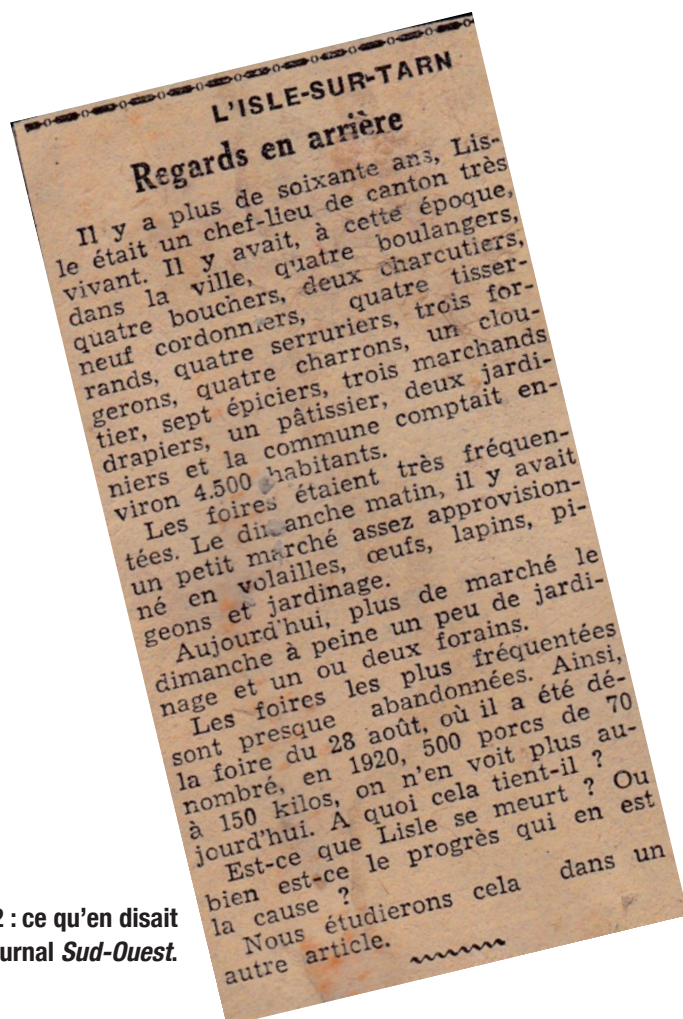 L'ISLE-SUR-TARN
Regards en arrière
Il y a plus de soixante ans, Lis-
le était un chef-lieu de canton très
vivant. Il y avait, à cette époque,
dans la ville, quatre boulangers,
quatre bouchers, deux charcutiers,
neuf cordonniers, quatre tisser-
rands, quatre serruriers, trois for-
gerons, quatre charrons, un clou-
tier, sept épiciers, trois marchands
drapiers, un pâtissier, deux jardi-
niers et la commune comptait en-
viron 4.500 habitants.
Les foires étaient très fréquen-
tées. Le dimanche matin, il y avait
un petit marché assez approvision-
né en volailles, œufs, lapins, pi-
geons et jardinage.
Aujourd'hui, plus de marché le
dimanche à peine un peu de jardi-
nage et un ou deux forains.
Les foires les plus fréquentées
sont presque abandonnées. Ainsi,
la foire du 28 août, où il a été dé-
nombré, en 1920, 500 porcs de 70
à 150 kilos, on n'en voit plus au-
jourd'hui. A quoi cela tient-il ?
Est-ce que Lisle se meurt ? Ou
bien est-ce le progrès qui en est
la cause ?
Nous étudierons cela dans un
autre article.
2 : ce qu'en disait
urnal Sud-Ouest.